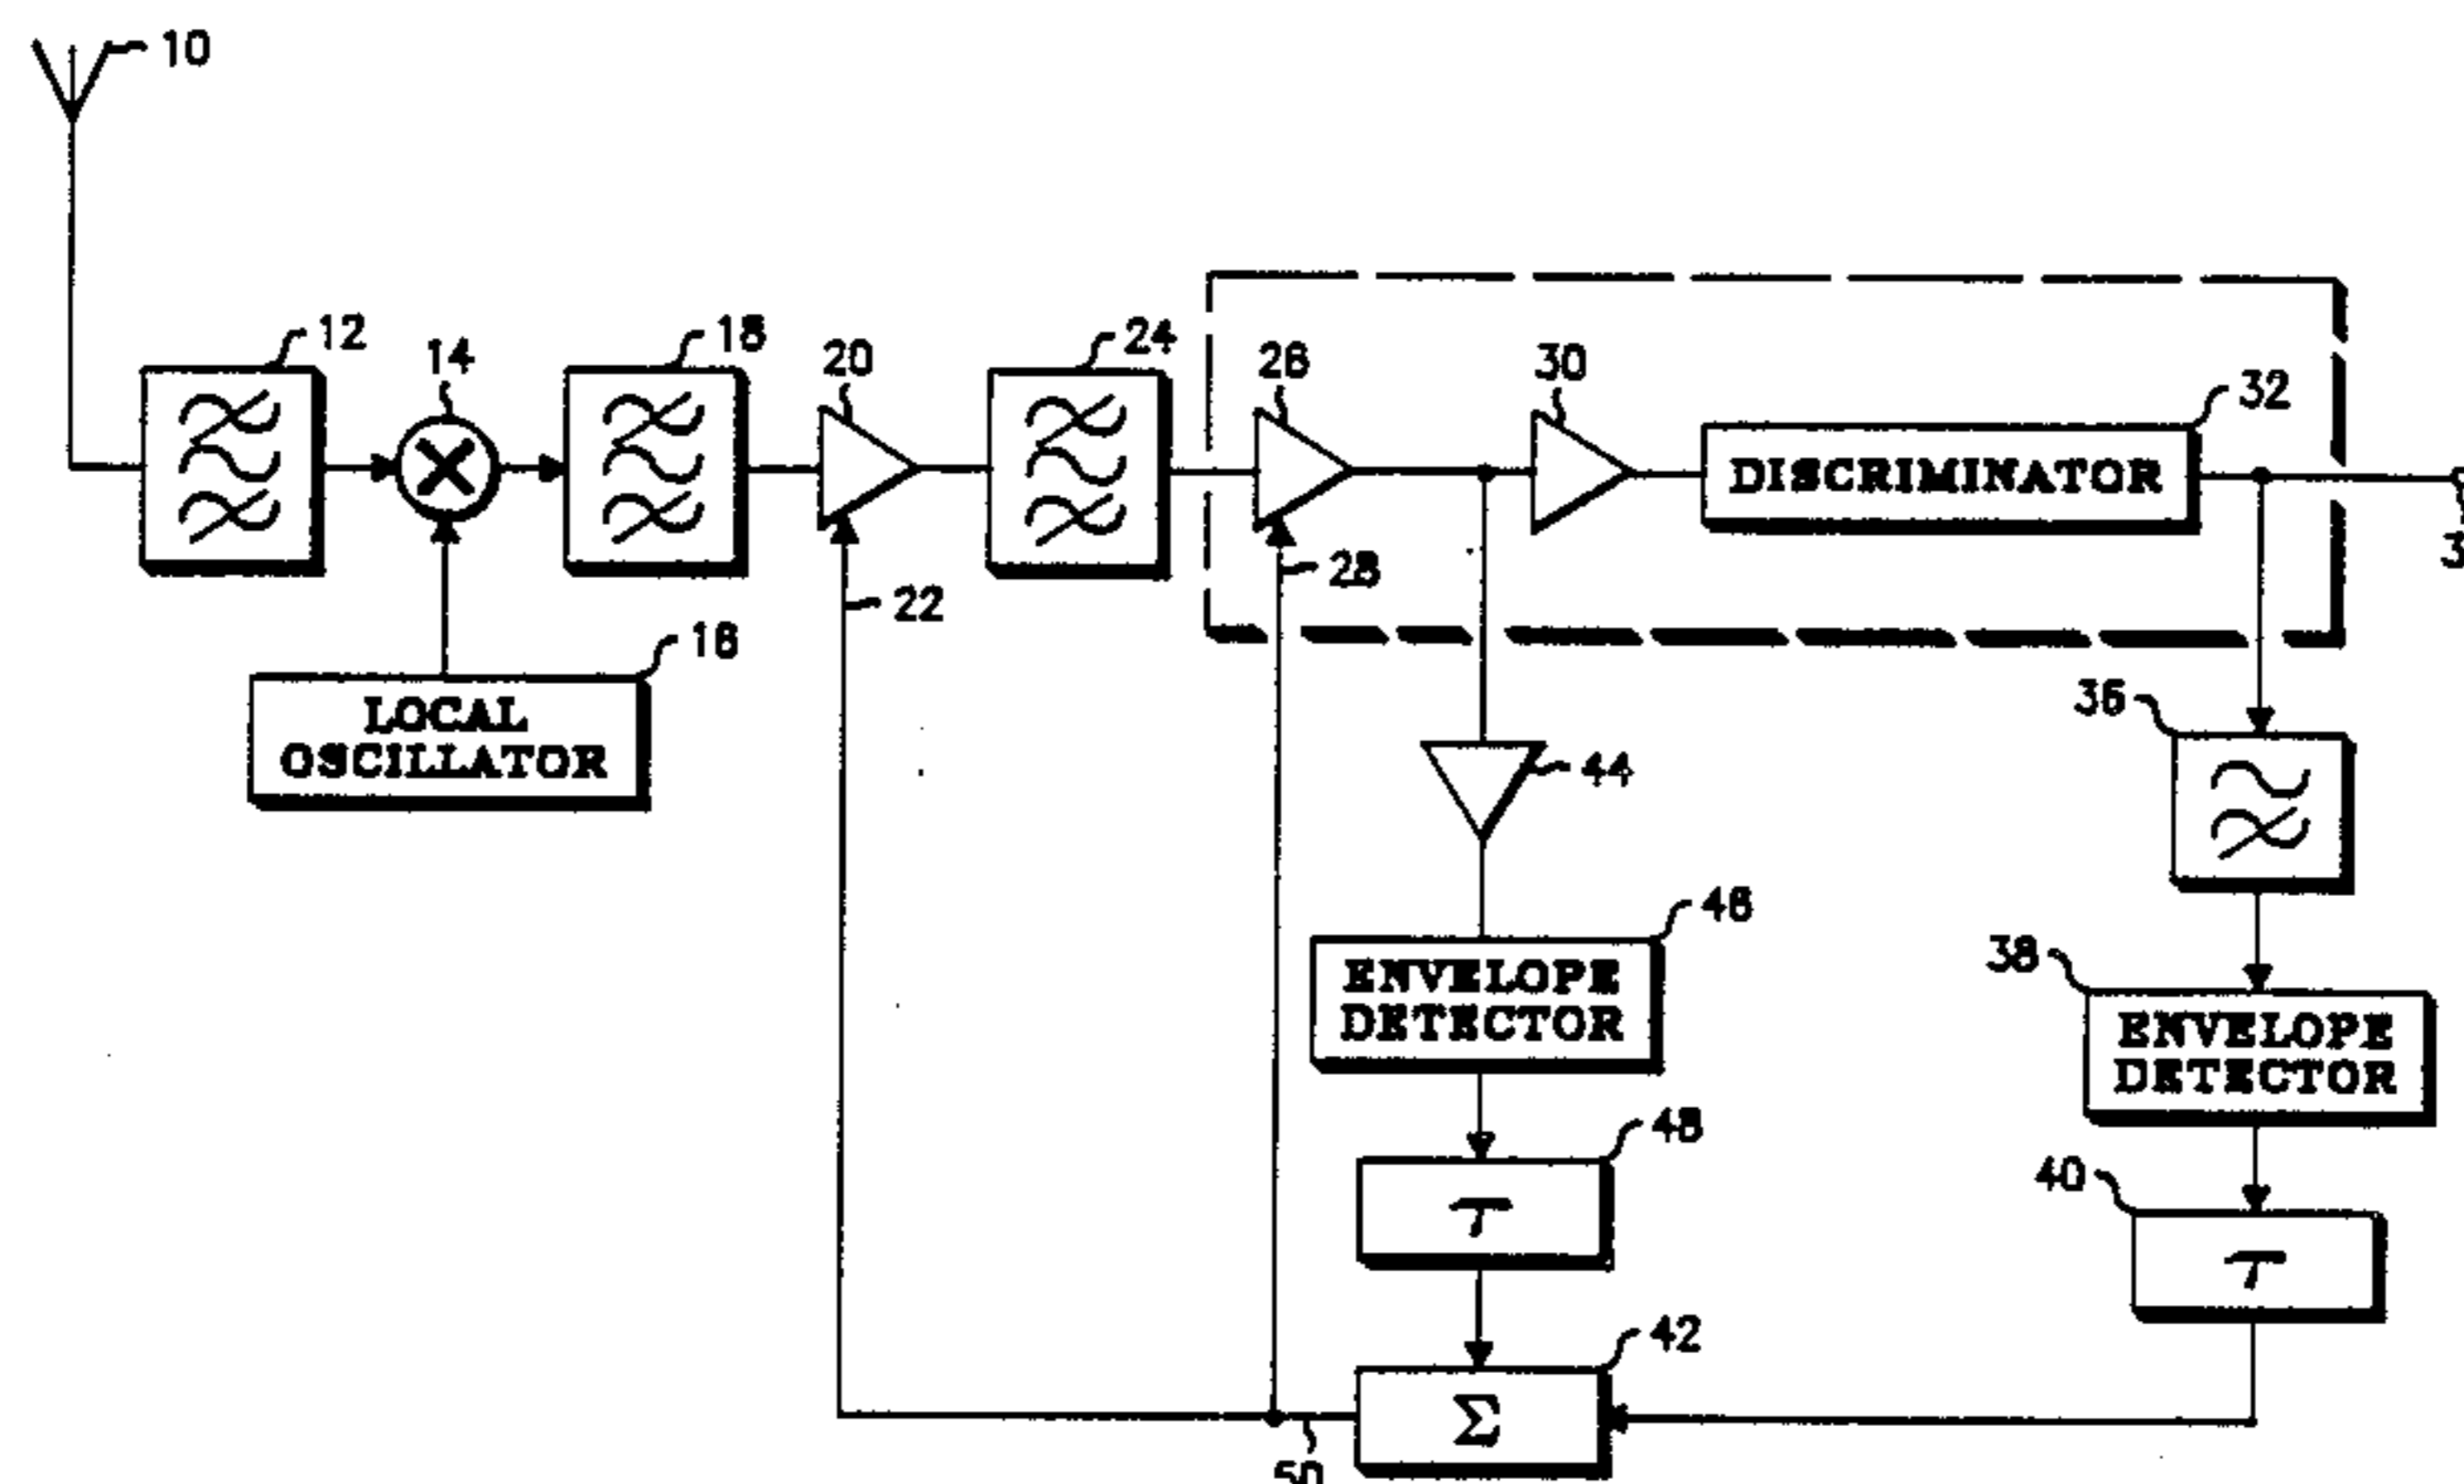 10
12
14
18
20
24
26
30
32
DISCRIMINATOR
28
22
16
LOCAL
OSCILLATOR
36
44
46
ENVELOPE
DETECTOR
38
ENVELOPE
DETECTOR
48
τ
40
τ
42
Σ
50